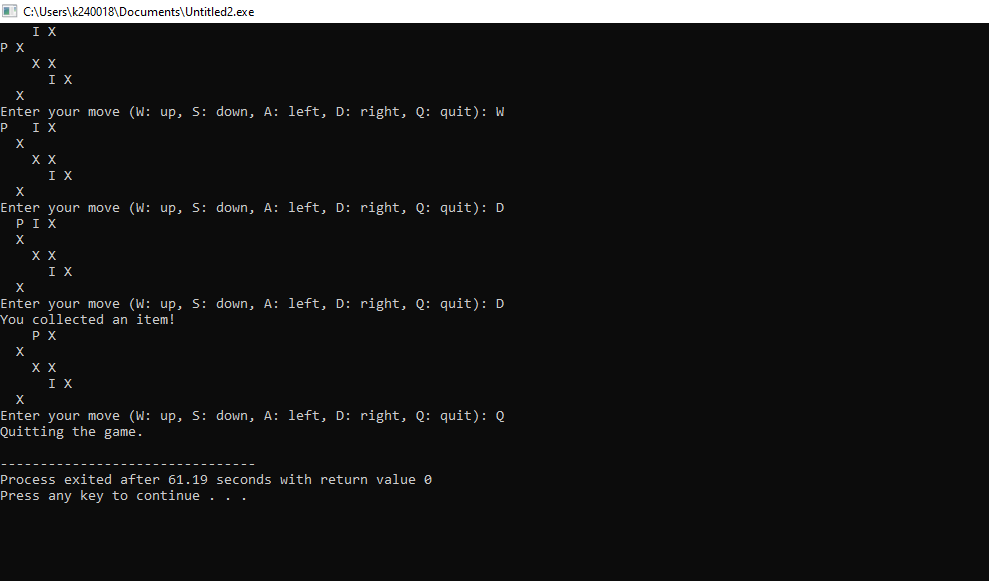 C:\Users\k240018\Documents\Untitled2.exe
    I X
P X
    X X
      I X
  X
Enter your move (W: up, S: down, A: left, D: right, Q: quit): W
P   I X
  X
    X X
      I X
  X
Enter your move (W: up, S: down, A: left, D: right, Q: quit): D
  P I X
  X
    X X
      I X
  X
Enter your move (W: up, S: down, A: left, D: right, Q: quit): D
You collected an item!
    P X
  X
    X X
      I X
  X
Enter your move (W: up, S: down, A: left, D: right, Q: quit): Q
Quitting the game.

--------------------------------
Process exited after 61.19 seconds with return value 0
Press any key to continue . . .